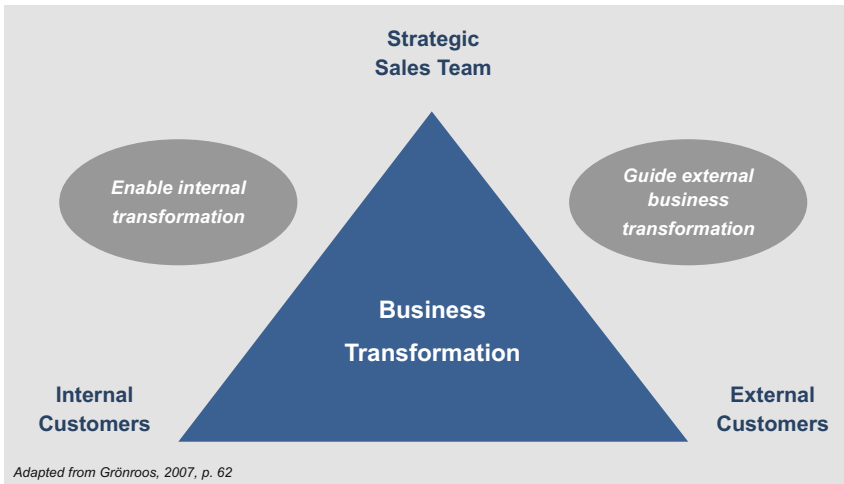 Strategic
Sales Team
Enable internal
transformation
Guide external
business
transformation
Business
Transformation
Internal
Customers
External
Customers
Adapted from Grönroos, 2007, p. 62